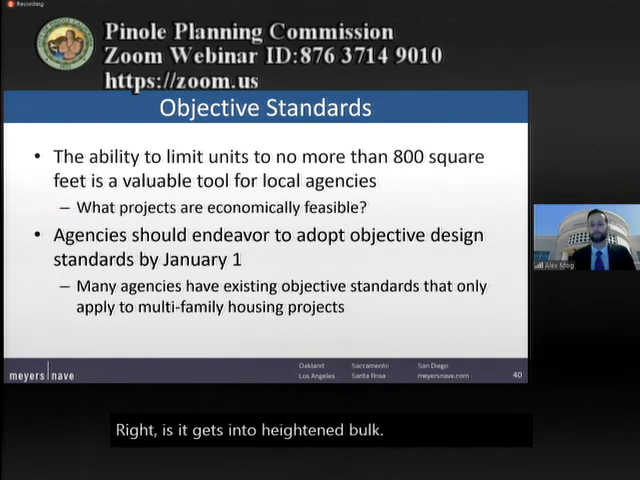 Recording
Pinole Planning Commission
Zoom Webinar ID:876 3714 9010
https://zoom.us
Objective Standards
• The ability to limit units to no more than 800 square
feet is a valuable tool for local agencies
– What projects are economically feasible?
• Agencies should endeavor to adopt objective design
standards by January 1
– Many agencies have existing objective standards that only
apply to multi-family housing projects
Alex Mog
meyers nave
Oakland Sacramento San Diego
Los Angeles Santa Rosa meyersnave.com 40
Right, is it gets into heightened bulk.